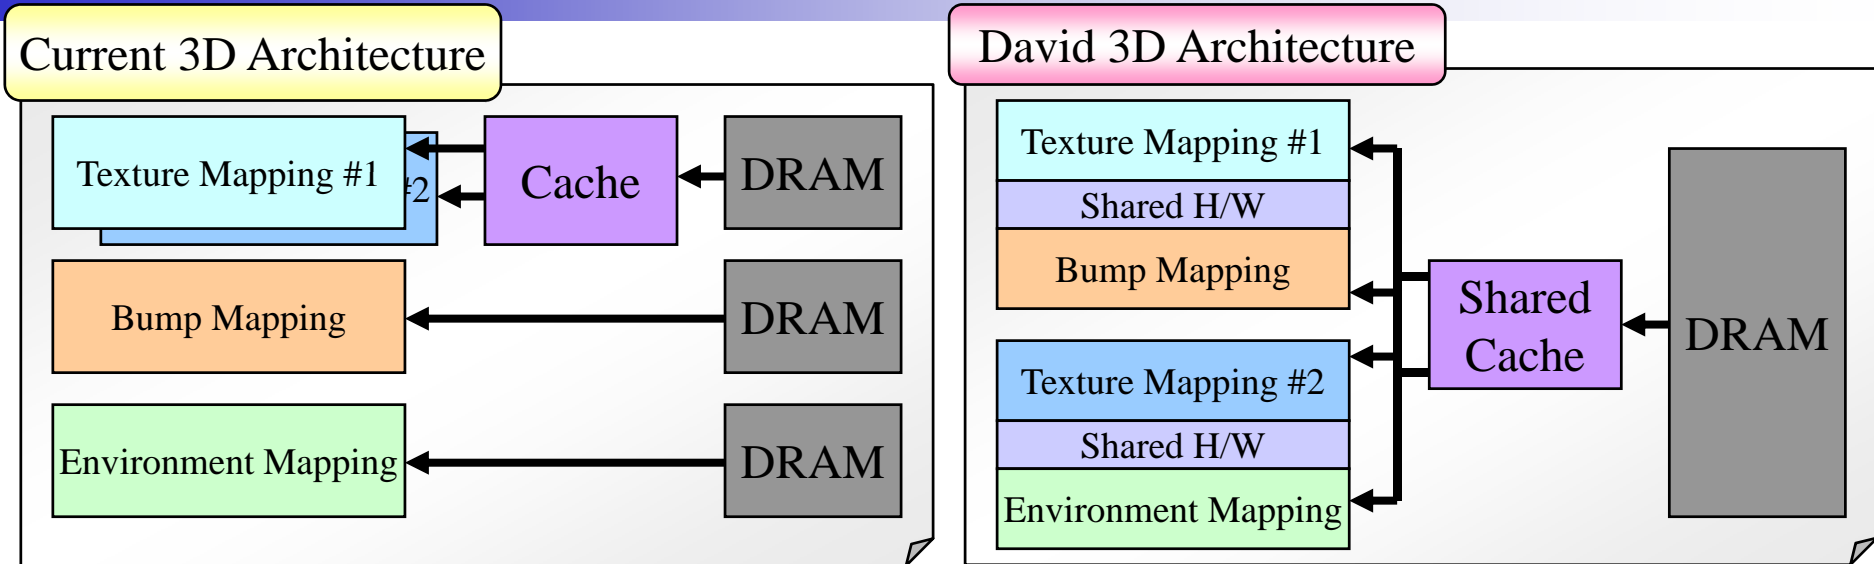 Current 3D Architecture
Texture Mapping #1
#2
Cache
DRAM
Bump Mapping
DRAM
Environment Mapping
DRAM
David 3D Architecture
Texture Mapping #1
Shared H/W
Bump Mapping
Texture Mapping #2
Shared H/W
Environment Mapping
Shared
Cache
DRAM